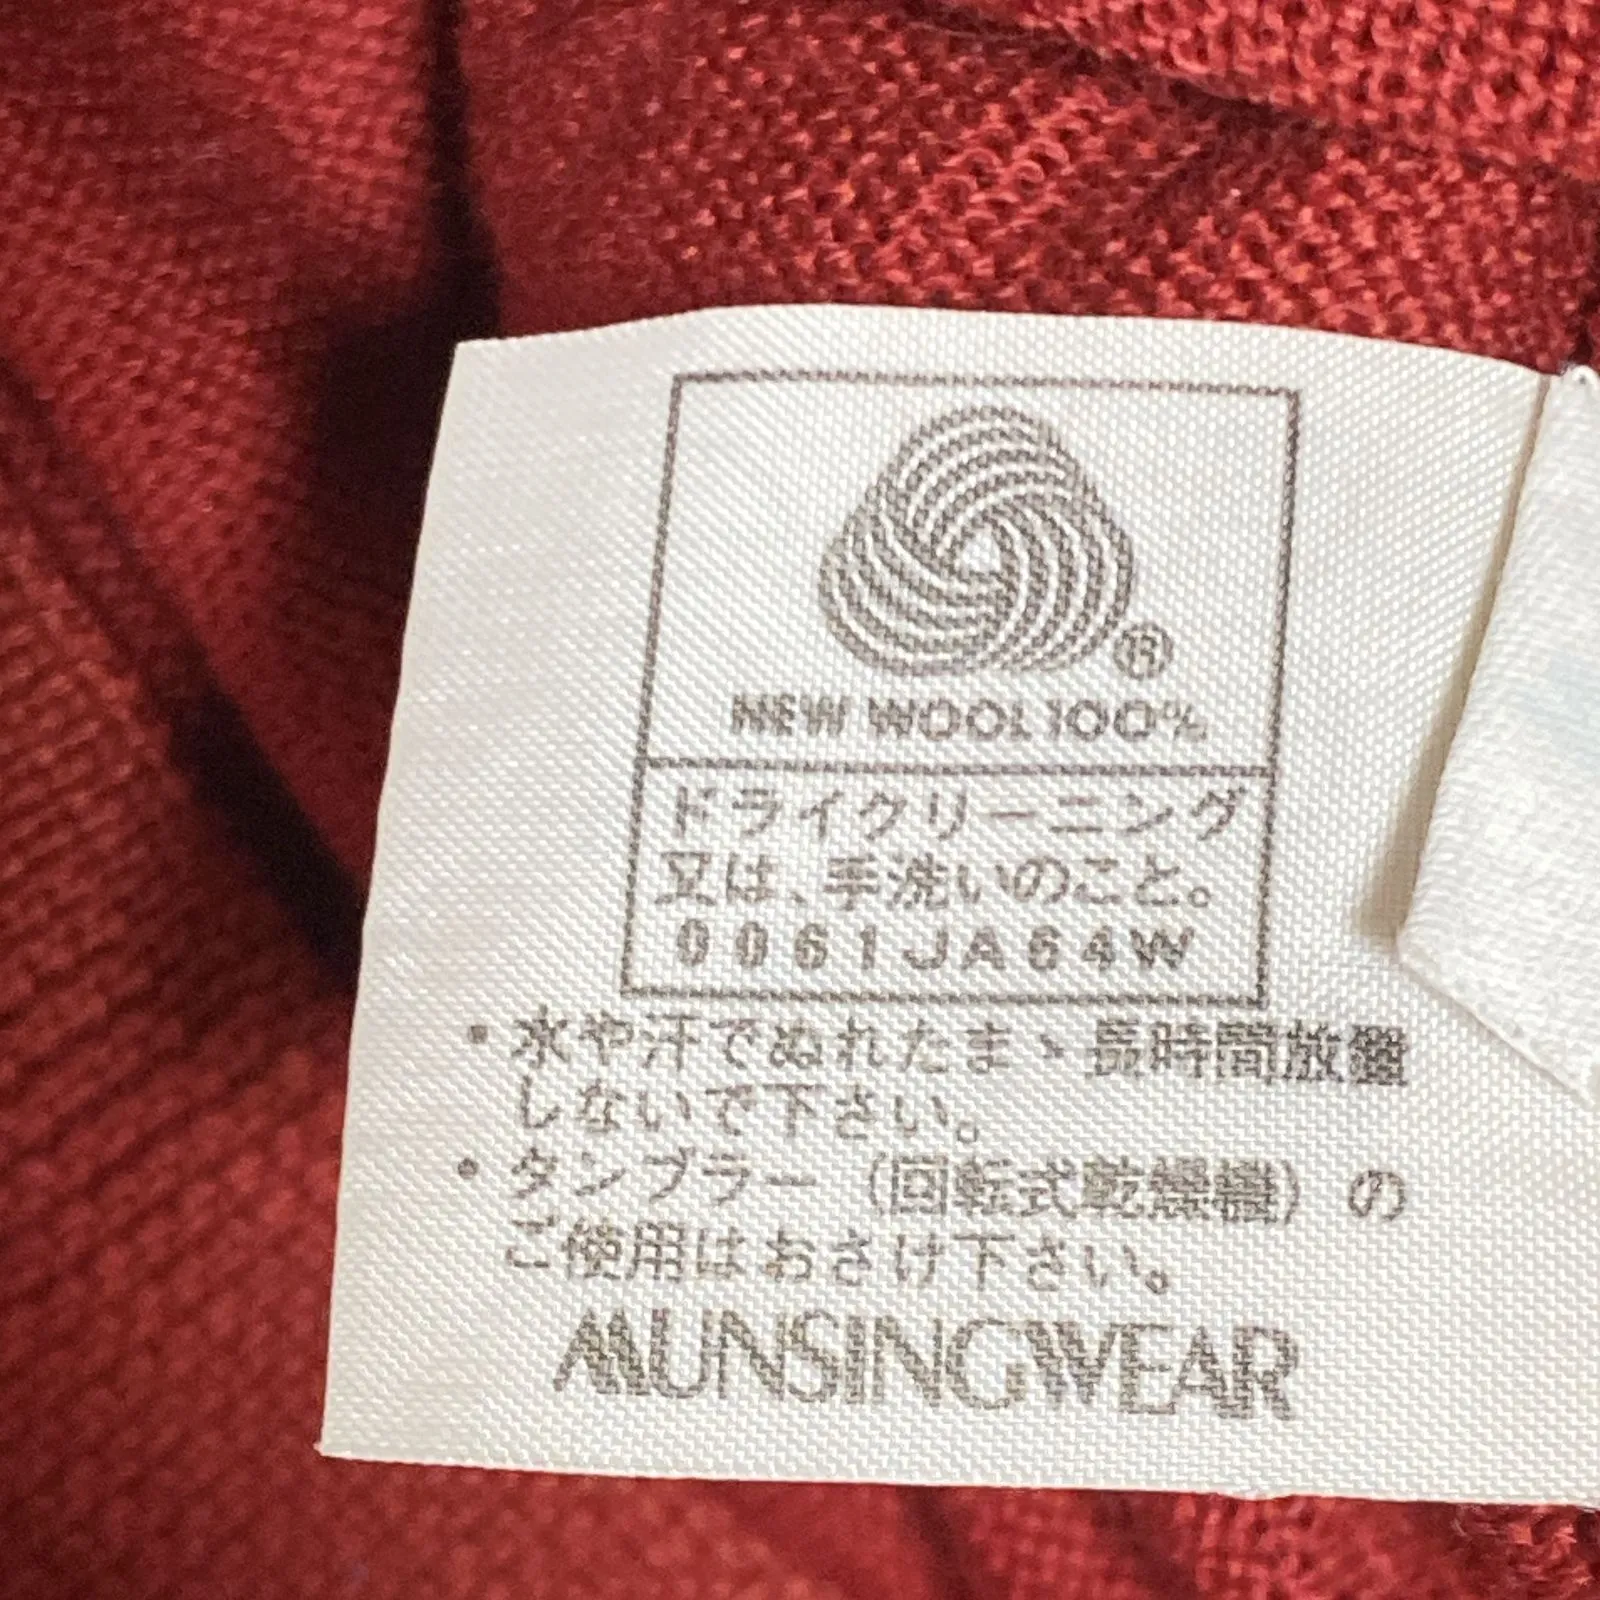 ®
NEW WOOL 100%
ドライクリーニング
又は、手洗いのこと。
0061JA64W
・水や汗でぬれたまゝ長時間放置
しないで下さい。
・タンブラー（回転式乾燥機）の
ご使用はおさけ下さい。
MUNSINGWEAR